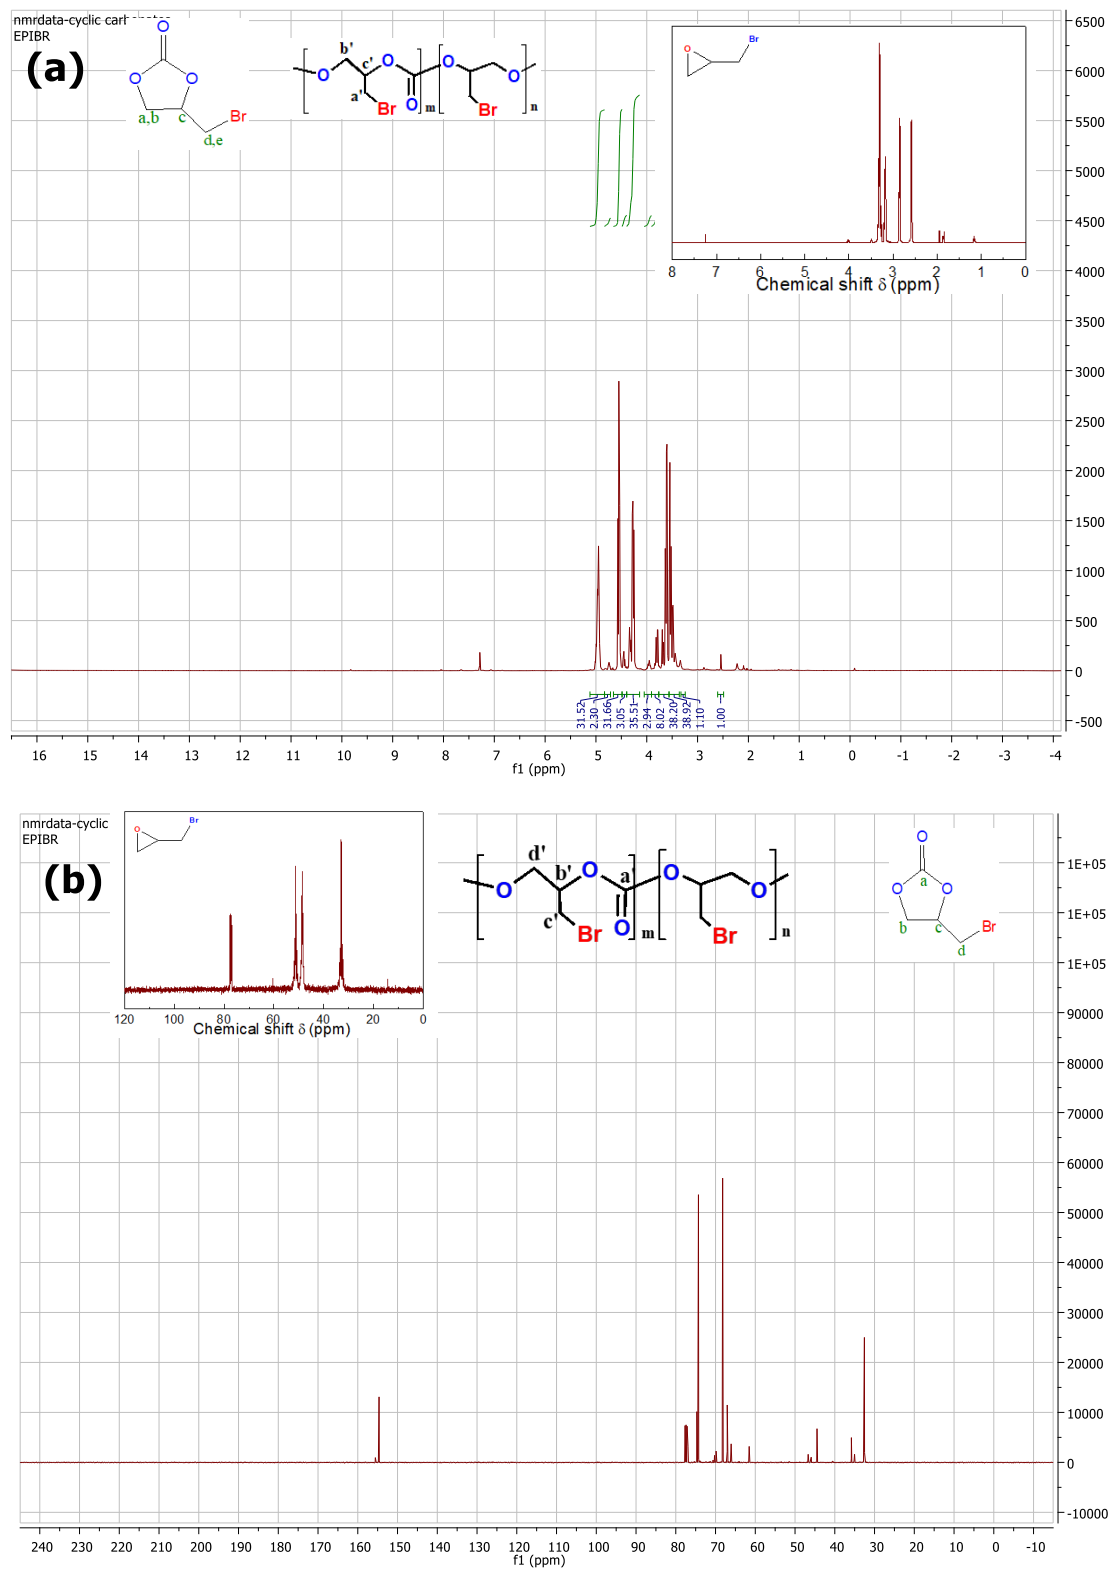 nmrdata-cyclic carbonates
EPIBR
(a)
O
O
O
a,b
c
d,e
Br
b'
O
c'
O
a'
Br
O
m
O
Br
O
n
O
Br
8 7 6 5 4 3 2 1 0
Chemical shift δ (ppm)
6500
6000
5500
5000
4500
4000
3500
3000
2500
2000
1500
1000
500
0
-500
31.52
2.30
31.66
3.05
35.51
2.94
8.02
38.20
38.92
1.10
1.00
16 15 14 13 12 11 10 9 8 7 6 5 4 3 2 1 0 -1 -2 -3 -4
f1 (ppm)
nmrdata-cyclic
EPIBR
(b)
O
Br
120 100 80 60 40 20 0
Chemical shift δ (ppm)
d'
O
b'
O
a'
c'
Br
O
m
O
Br
O
n
O
a
O
O
b
c
d
Br
1E+05
1E+05
1E+05
90000
80000
70000
60000
50000
40000
30000
20000
10000
0
-10000
240 230 220 210 200 190 180 170 160 150 140 130 120 110 100 90 80 70 60 50 40 30 20 10 0 -10
f1 (ppm)